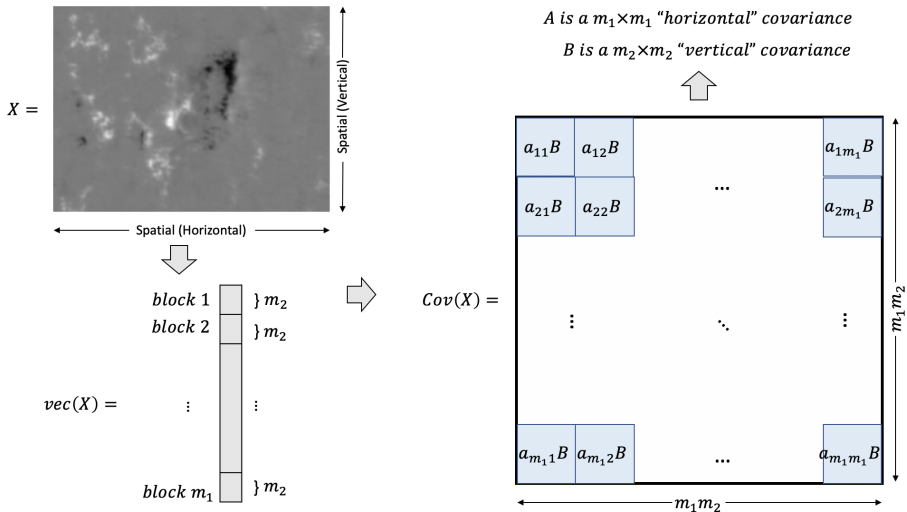 A is a m₁×m₁ “horizontal” covariance
B is a m₂×m₂ “vertical” covariance
X =
Spatial (Vertical)
Spatial (Horizontal)
block 1
} m₂
block 2
} m₂
vec(X) =
⋮
⋮
block m₁
} m₂
Cov(X) =
a₁₁B
a₁₂B
...
a₁ₘ₁B
a₂₁B
a₂₂B
a₂ₘ₁B
⋮
⋱
⋮
aₘ₁₁B
aₘ₁₂B
...
aₘ₁ₘ₁B
m₁m₂
m₁m₂